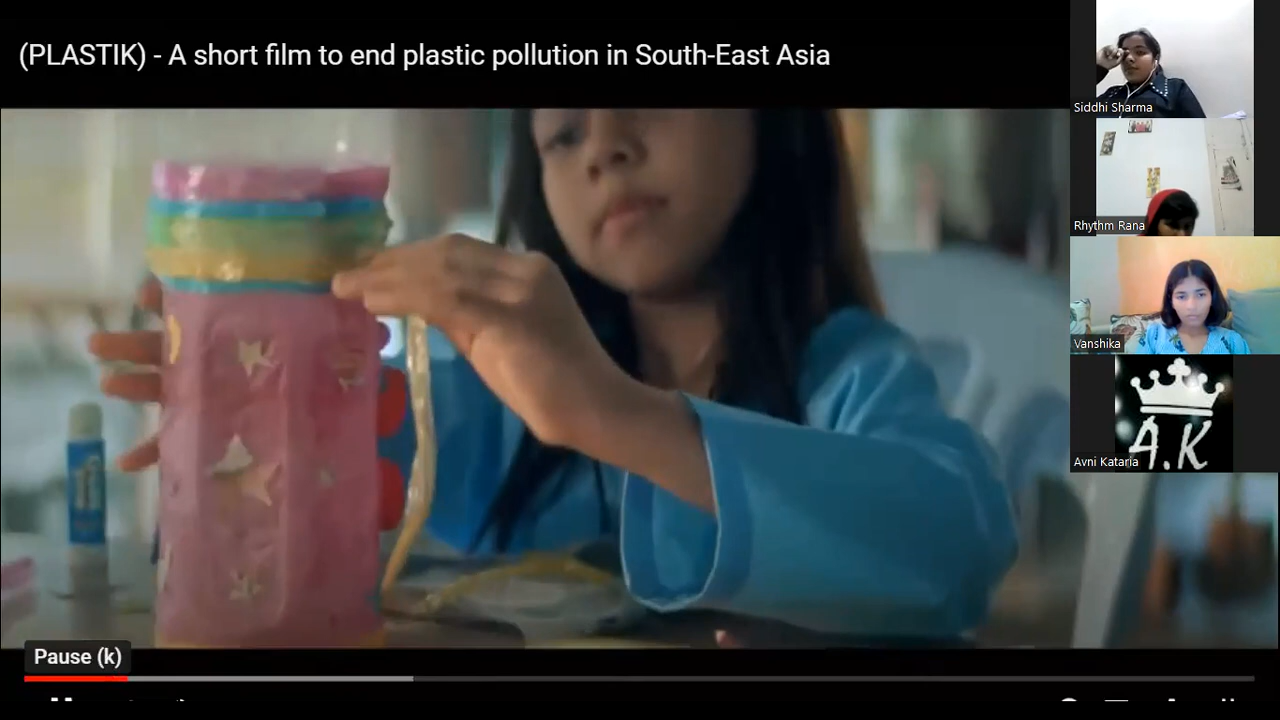 (PLASTIK) - A short film to end plastic pollution in South-East Asia
Siddhi Sharma
Rhythm Rana
Vanshika
A.K
Avni Kataria
Pause (k)